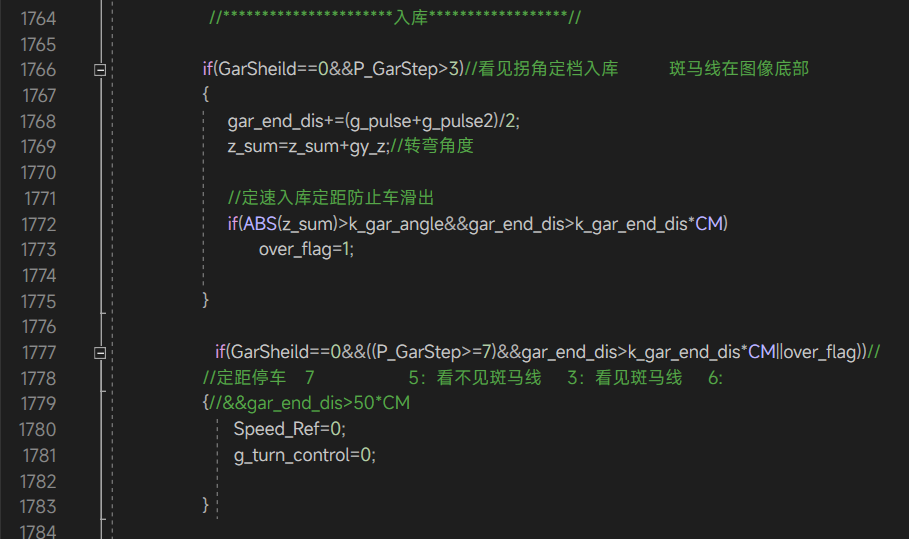 1764 //**********************入库******************//
1765
1766 if(GarSheild==0&&P_GarStep>3)//看见拐角定档入库 斑马线在图像底部
1767 {
1768 gar_end_dis+=(g_pulse+g_pulse2)/2;
1769 z_sum=z_sum+gy_z;//转弯角度
1770
1771 //定速入库定距防止车滑出
1772 if(ABS(z_sum)>k_gar_angle&&gar_end_dis>k_gar_end_dis*CM)
1773 over_flag=1;
1774
1775 }
1776
1777 if(GarSheild==0&&((P_GarStep>=7)&&gar_end_dis>k_gar_end_dis*CM||over_flag))//
1778 //定距停车 7 5：看不见斑马线 3：看见斑马线 6：
1779 {//&&gar_end_dis>50*CM
1780 Speed_Ref=0;
1781 g_turn_control=0;
1782
1783 }
1784